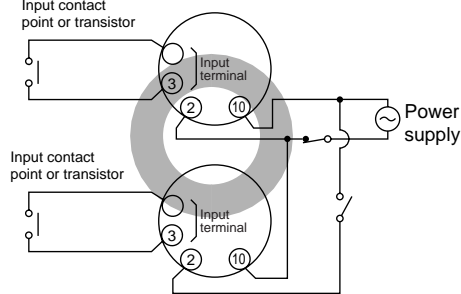 Input contact
point or transistor
Input
terminal
3
2
10
Power
supply
Input contact
point or transistor
Input
terminal
3
2
10